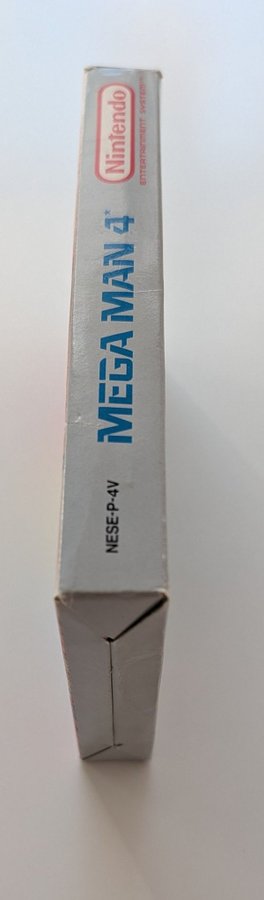 Nintendo
ENTERTAINMENT SYSTEM
MEGA MAN 4
NESE-P-4V